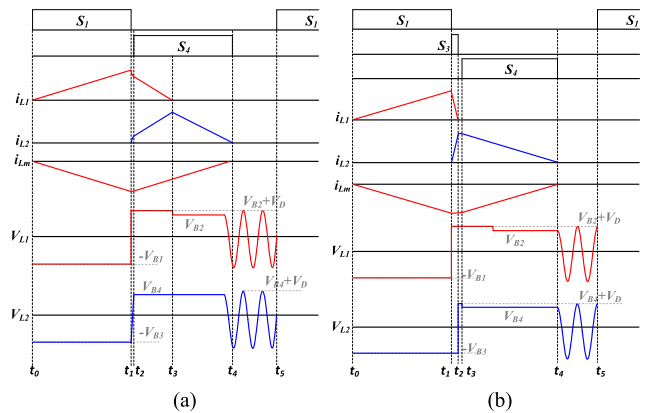 S1 S1
S4
iL1
iL2
iLm
VB2+VD
VB2
VL1
-VB1
VB4+VD
VB4
VL2
-VB3
t0 t1 t2 t3 t4 t5
(a)
S1 S1
S3
S4
iL1
iL2
iLm
VB2+VD
VB2
VL1
-VB1
VB4+VD
VB4
VL2
-VB3
t0 t1 t2 t3 t4 t5
(b)